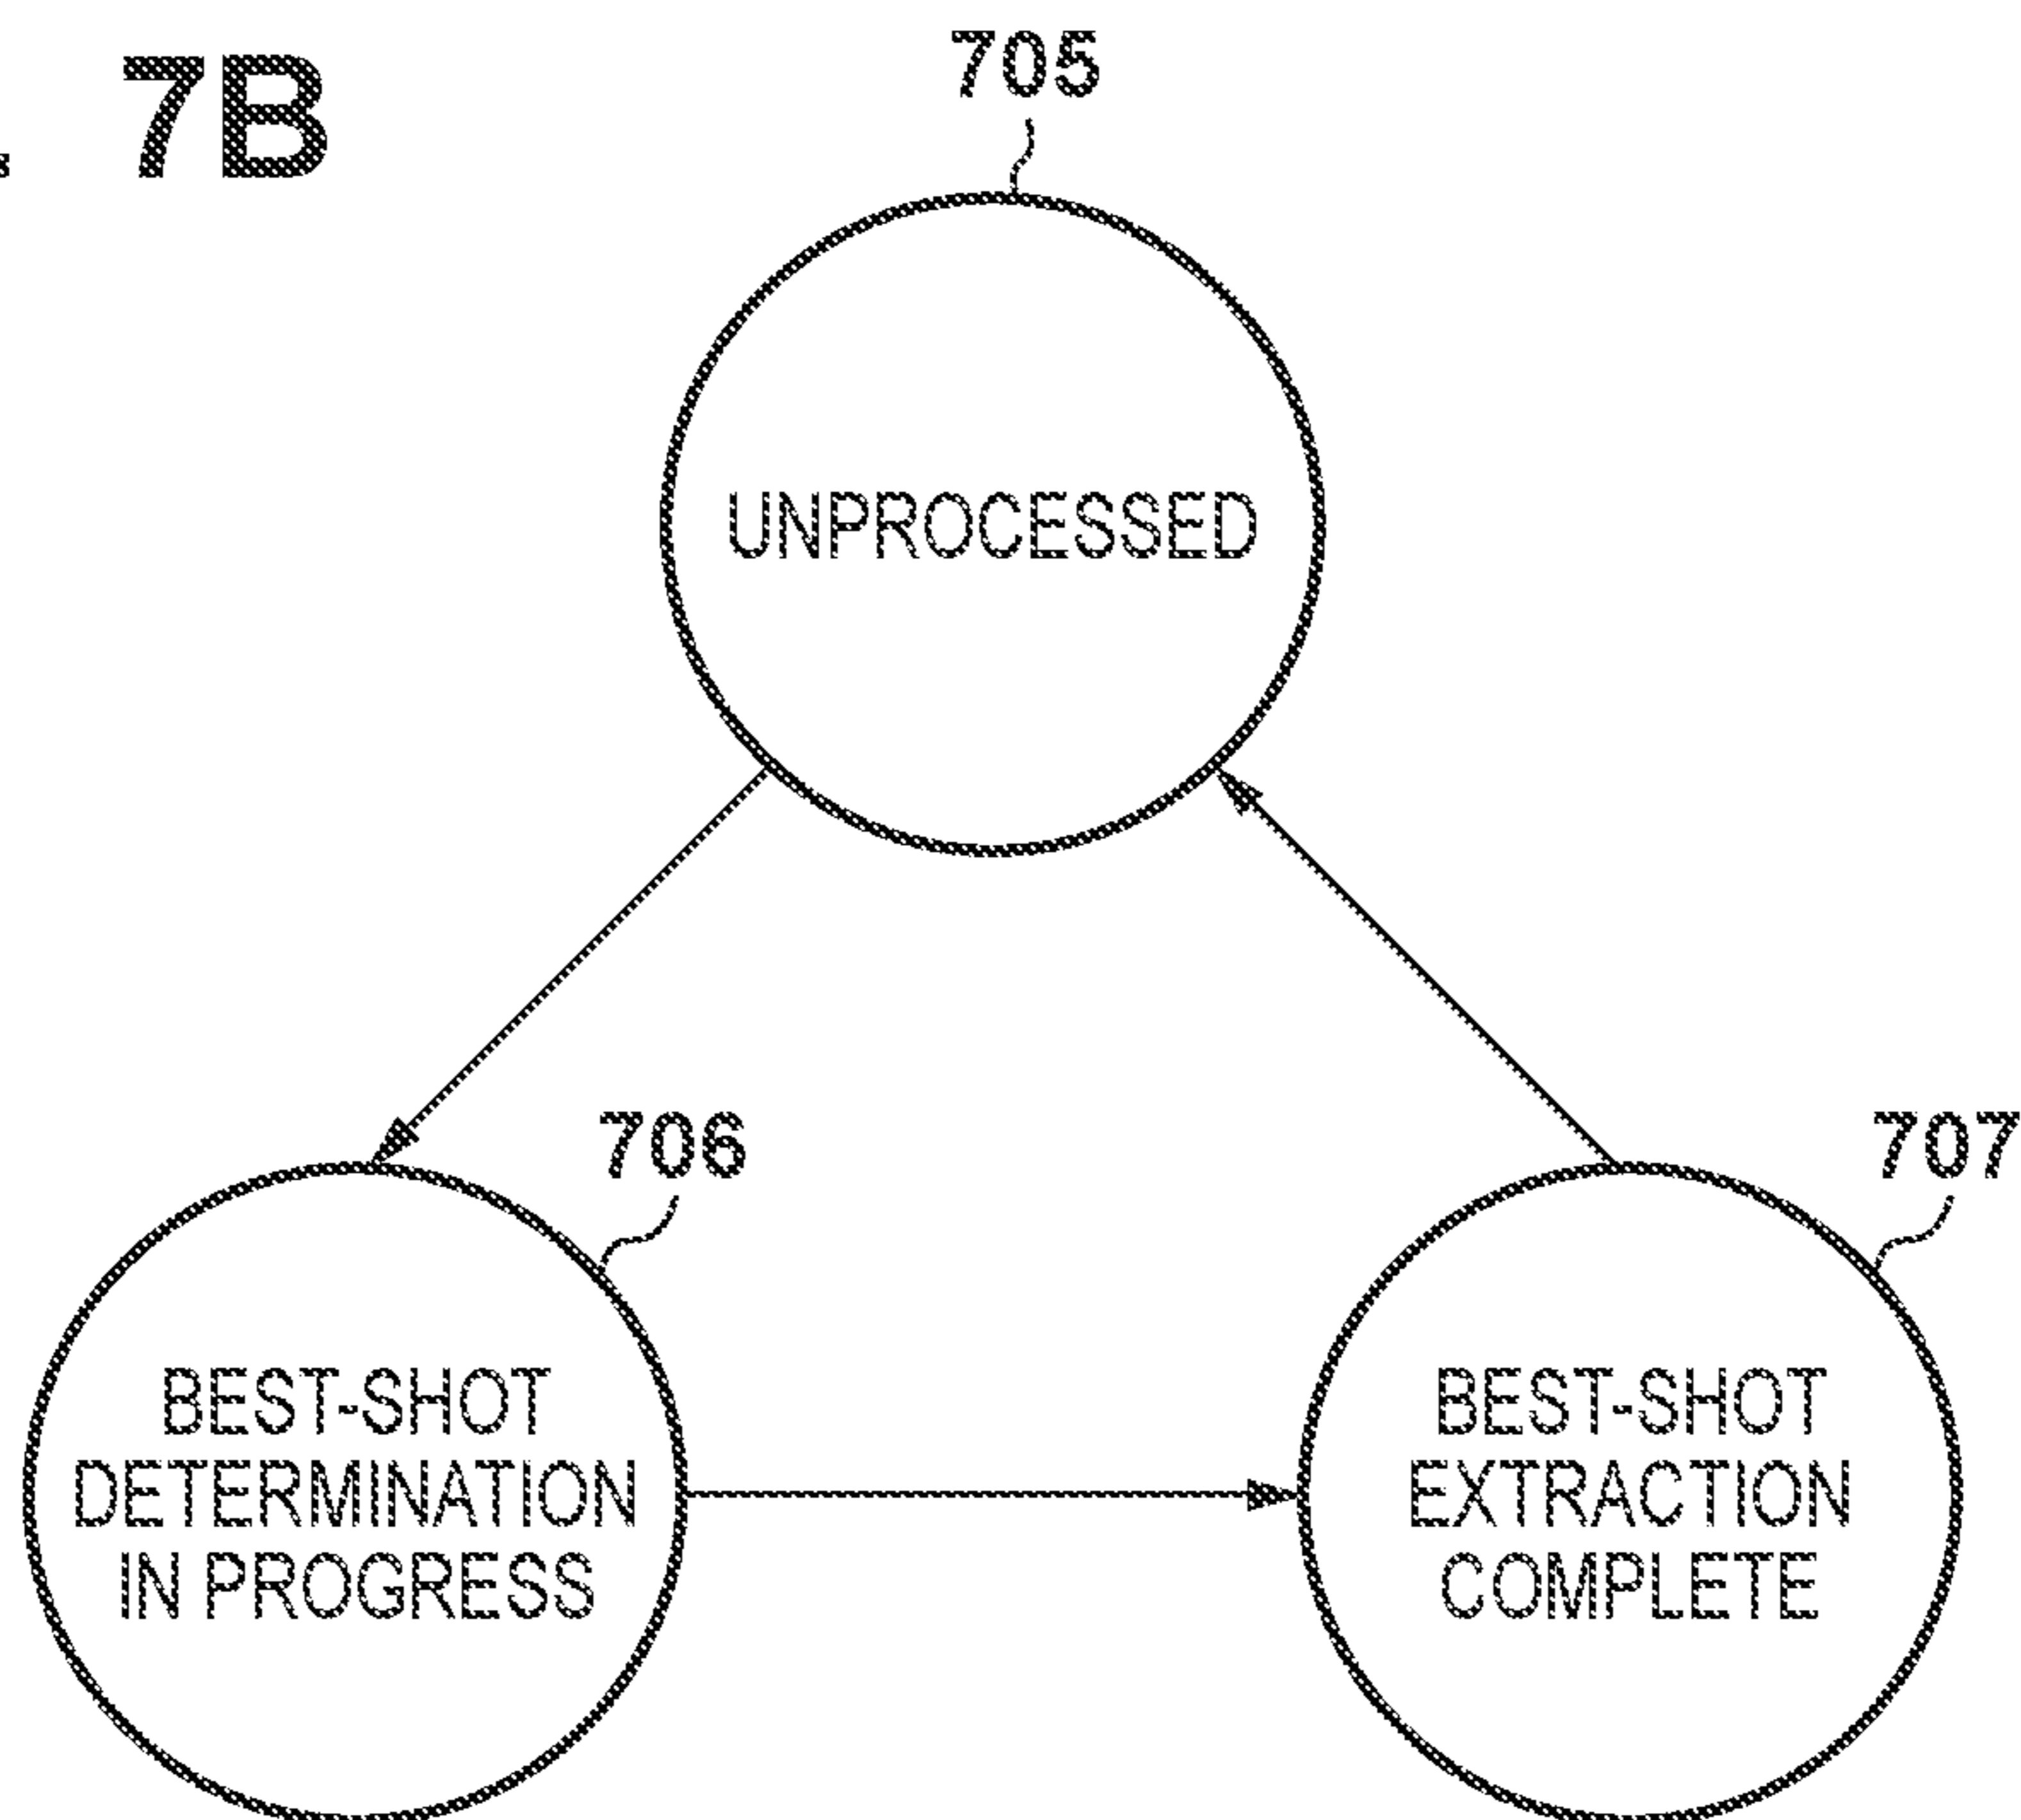 7B
705
UNPROCESSED
706
707
BEST-SHOT
DETERMINATION
IN PROGRESS
BEST-SHOT
EXTRACTION
COMPLETE